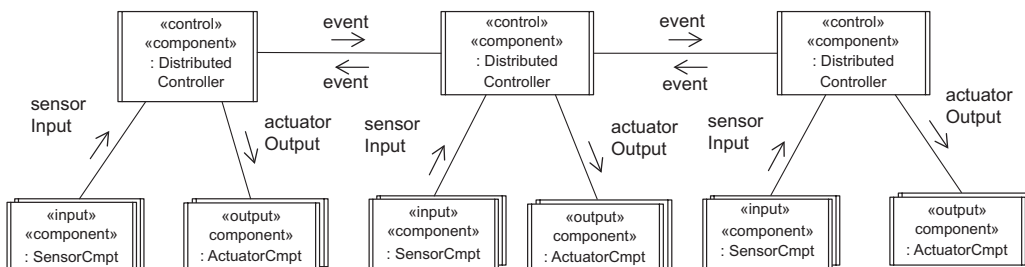 «control»
«component»
: Distributed
Controller
event
event
«control»
«component»
: Distributed
Controller
event
event
«control»
«component»
: Distributed
Controller
sensor
Input
actuator
Output
sensor
Input
actuator
Output
sensor
Input
actuator
Output
«input»
«component»
: SensorCmpt
«output»
component»
: ActuatorCmpt
«input»
«component»
: SensorCmpt
«output»
component»
: ActuatorCmpt
«input»
«component»
: SensorCmpt
«output»
component»
: ActuatorCmpt